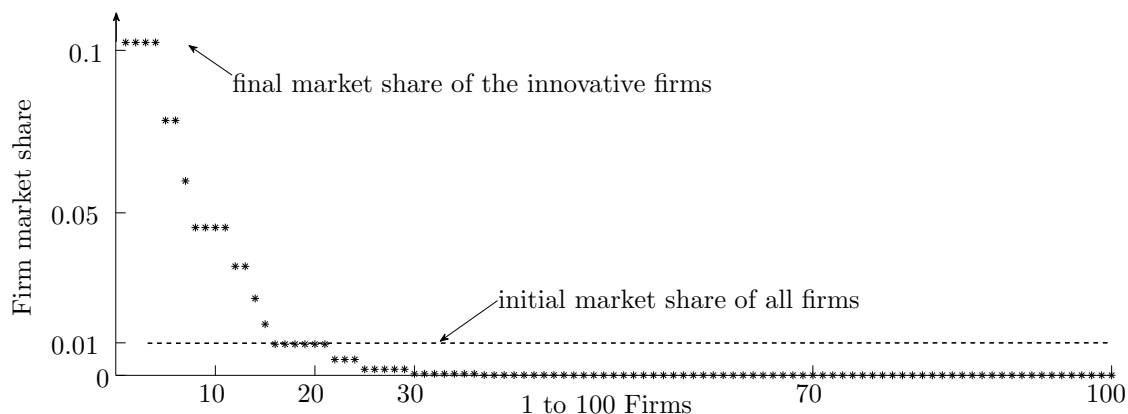 0.1
final market share of the innovative firms
Firm market share
0.05
initial market share of all firms
0.01
0
10
20
30
70
100
1 to 100 Firms